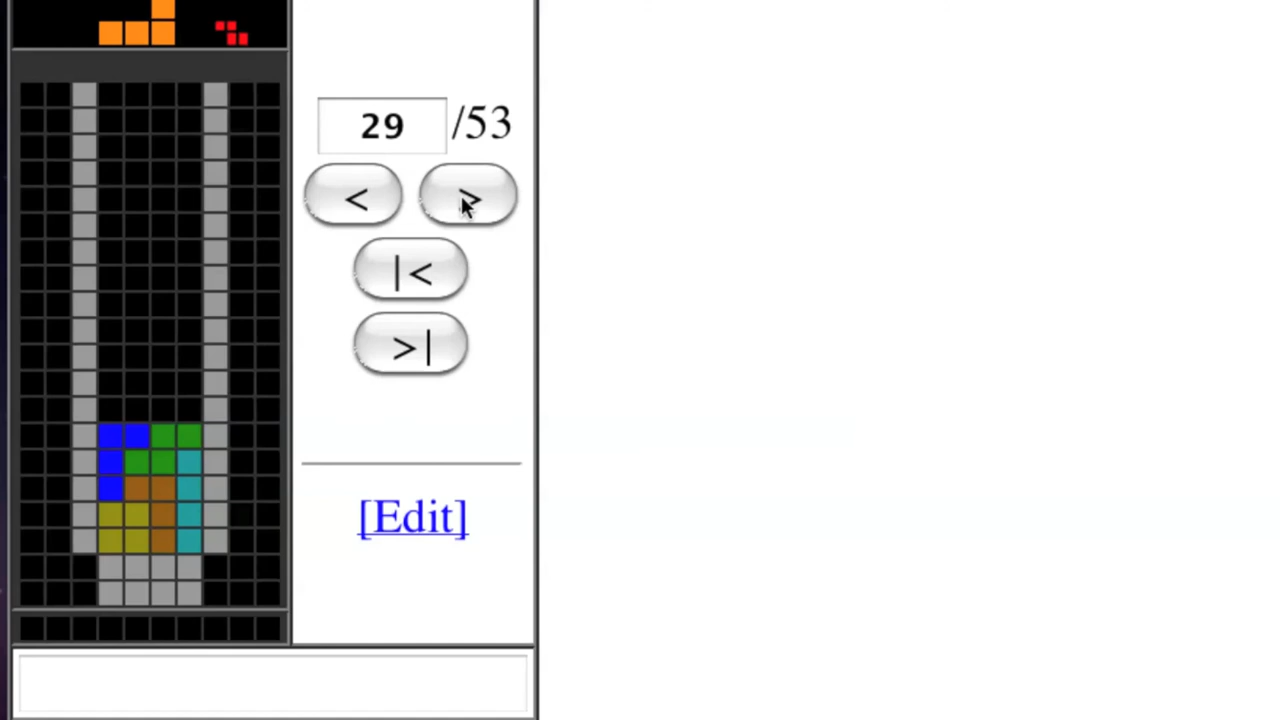 29 /53
< >
|<
>|
[Edit]